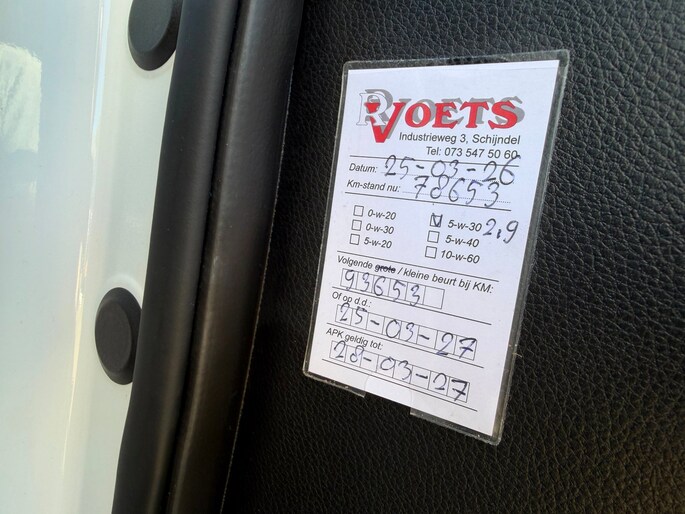 R VOETS
Industrieweg 3, Schijndel
Tel: 073 547 50 60
Datum: 25-03-26
Km-stand nu: 78653
0-w-20
5-w-30 2,9
0-w-30
5-w-40
5-w-20
10-w-60
Volgende grote / kleine beurt bij KM:
93653
Of op d.d.:
25-03-27
APK geldig tot:
28-03-27